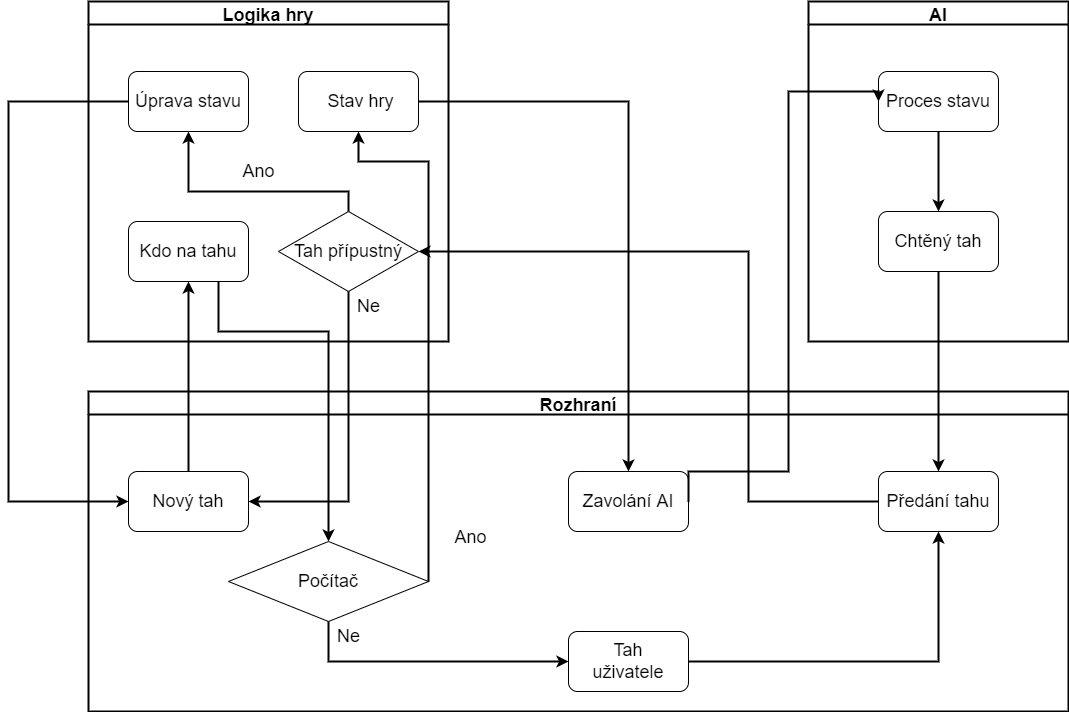 Logika hry
AI
Úprava stavu
Stav hry
Proces stavu
Ano
Kdo na tahu
Tah přípustný
Chtěný tah
Ne
Rozhraní
Nový tah
Zavolání AI
Předání tahu
Ano
Počítač
Ne
Tah
uživatele